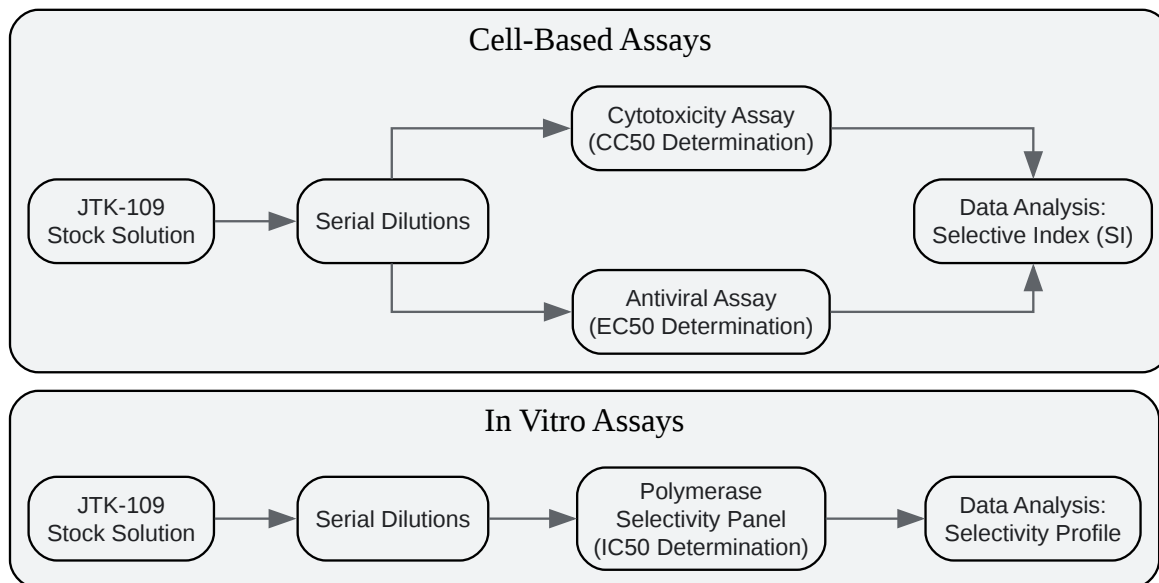 Cell-Based Assays
Cytotoxicity Assay
(CC50 Determination)
JTK-109
Stock Solution
Serial Dilutions
Data Analysis:
Selective Index (SI)
Antiviral Assay
(EC50 Determination)
In Vitro Assays
JTK-109
Stock Solution
Serial Dilutions
Polymerase
Selectivity Panel
(IC50 Determination)
Data Analysis:
Selectivity Profile